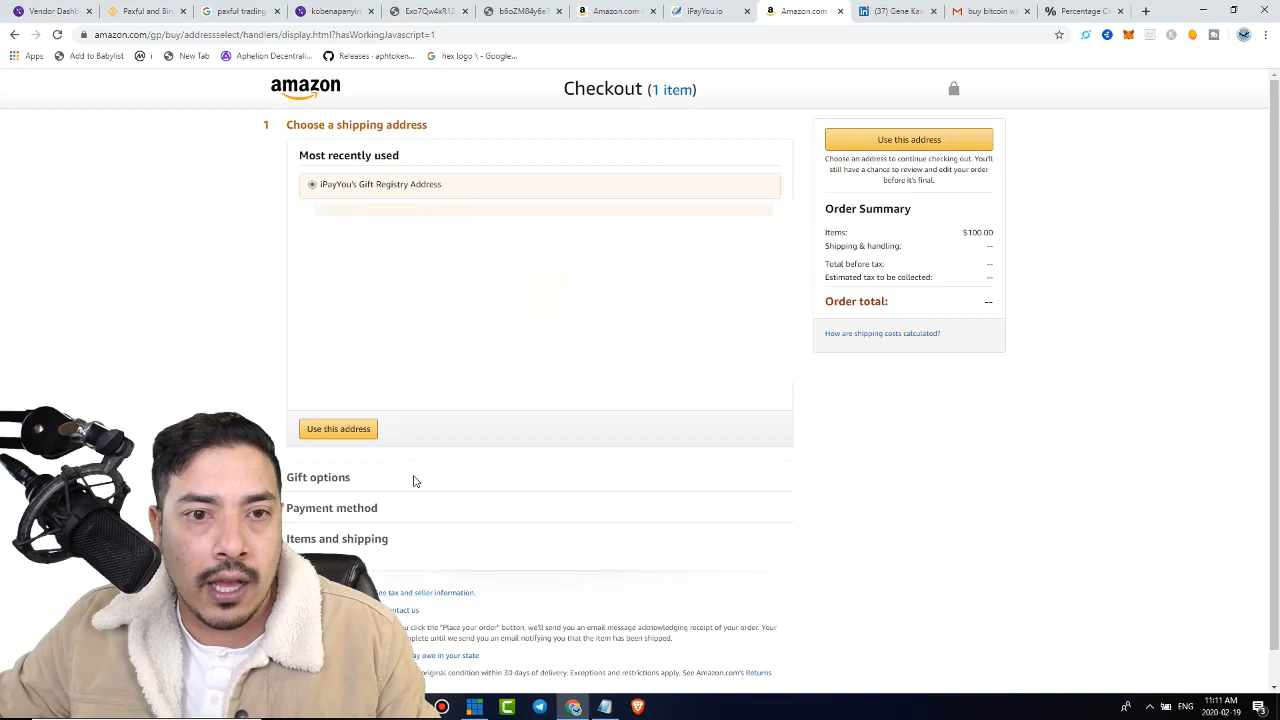 Vendor Dashb
Paxful and Bin
paxful trading
kenobispayme
Exo7Qw4xR12
b6oZM84y6e
Amazon.com
iPayYou.io
Amazon.com
(37) Gene Kav
buy bitcoin w
Percentage C
amazon.com/gp/buy/addressselect/handlers/display.html?hasWorkingJavascript=1
Apps
Add to Babylist
New Tab
Aphelion Decentrali...
Releases · aphtoken...
hex logo \_g - Goog...
amazon
Checkout (1 item)
1 Choose a shipping address
Most recently used
iPayYou's Gift Registry Address
Use this address
Gift options
Payment method
Items and shipping
ee tax and seller information.
ontact us
you click the "Place your order" button, we'll send you an email message acknowledging receipt of your order. Your
plete until we send you an email notifying you that the item has been shipped.
y owe in your state
original condition within 30 days of delivery. Exceptions and restrictions apply. See Amazon.com's Returns
Use this address
Choose an address to continue checking out. You'll
still have a chance to review and edit your order
before it's final.
Order Summary
Items: $100.00
Shipping & handling: --
Total before tax: --
Estimated tax to be collected: --
Order total: --
How are shipping costs calculated?
ENG
11:11 AM
2020-02-19